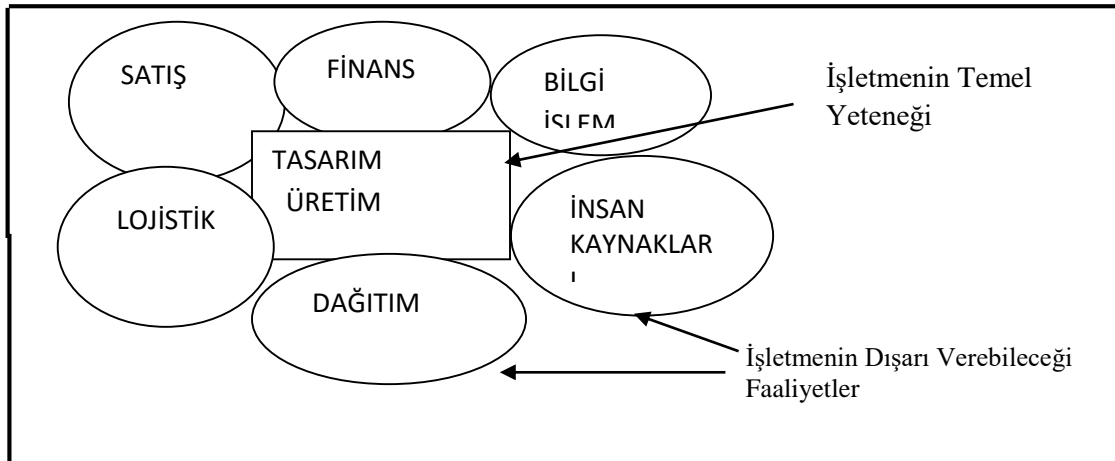 SATIŞ
FİNANS
BİLGİ
İŞLEM
İşletmenin Temel
Yeteneği
TASARIM
ÜRETİM
LOJİSTİK
İNSAN
KAYNAKLAR
I
DAĞITIM
İşletmenin Dışarı Verebileceği
Faaliyetler